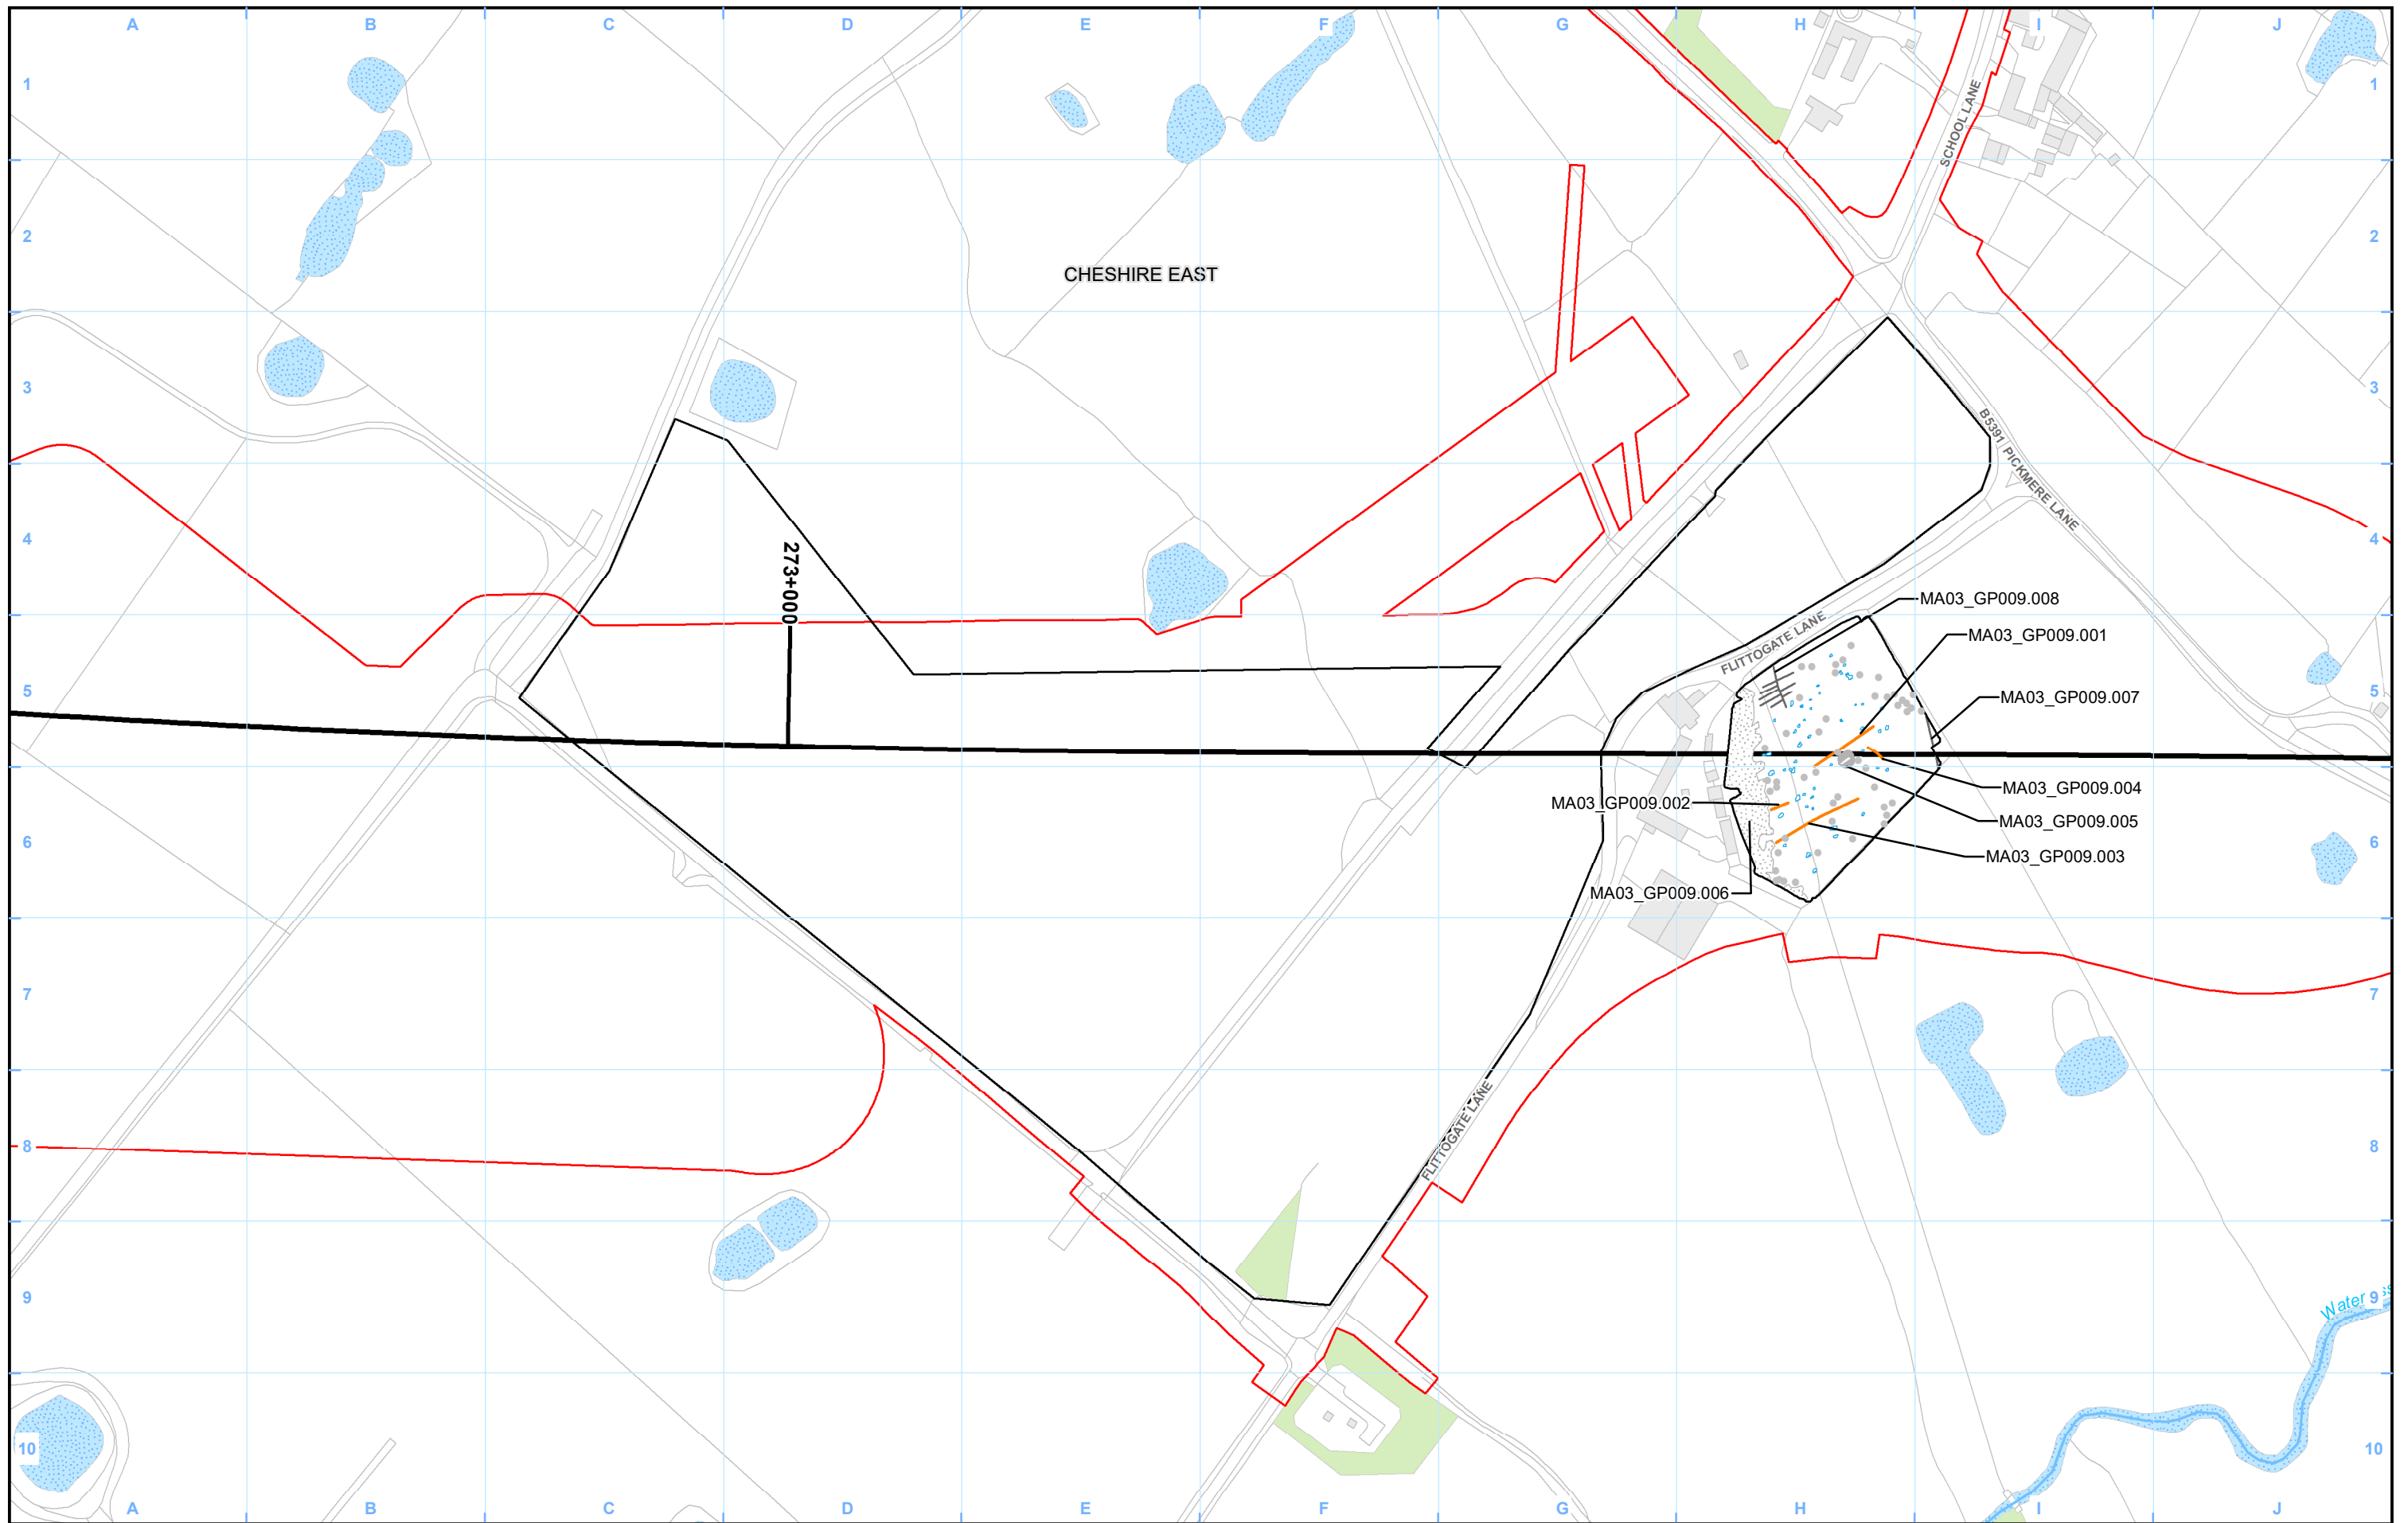 A B C D E F G H I J
1 1
SCHOOL LANE
2 2
CHESHIRE EAST
3 3
B5391 PICKMERE LANE
4 4
273+000
MA03_GP009.008
FLITTOGATE LANE
MA03_GP009.001
5 5
MA03_GP009.007
MA03_GP009.004
MA03_GP009.002
MA03_GP009.005
6 6
MA03_GP009.003
MA03_GP009.006
7 7
FLITTOGATE LANE
8 8
9 9
Water
10 10
A B C D E F G H I J